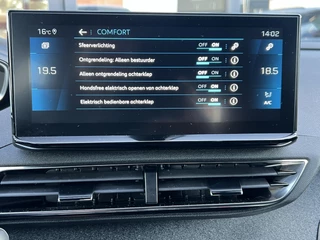 16°C
COMFORT
14:02
Sfeerverlichting OFF ON
19.5
Ontgrendeling: Alleen bestuurder OFF ON
18.5
Alleen ontgrendeling achterklep OFF ON
Handsfree elektrisch openen van achterklep OFF ON
A/C
Elektrisch bedienbare achterklep OFF ON